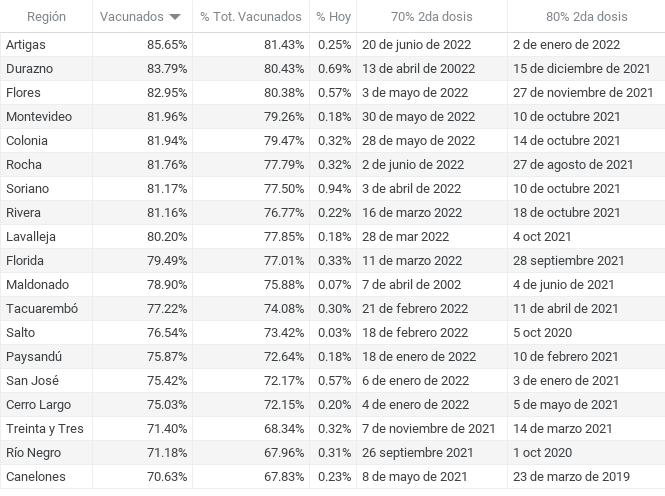 Región Vacunados % Tot. Vacunados % Hoy 70% 2da dosis 80% 2da dosis
Artigas 85.65% 81.43% 0.25% 20 de junio de 2022 2 de enero de 2022
Durazno 83.79% 80.43% 0.69% 13 de abril de 20022 15 de diciembre de 2021
Flores 82.95% 80.38% 0.57% 3 de mayo de 2022 27 de noviembre de 2021
Montevideo 81.96% 79.26% 0.18% 30 de mayo de 2022 10 de octubre 2021
Colonia 81.94% 79.47% 0.32% 28 de mayo de 2022 14 de octubre 2021
Rocha 81.76% 77.79% 0.32% 2 de junio de 2022 27 de agosto de 2021
Soriano 81.17% 77.50% 0.94% 3 de abril de 2022 10 de octubre 2021
Rivera 81.16% 76.77% 0.22% 16 de marzo 2022 18 de octubre 2021
Lavalleja 80.20% 77.85% 0.18% 28 de mar 2022 4 oct 2021
Florida 79.49% 77.01% 0.33% 11 de marzo 2022 28 septiembre 2021
Maldonado 78.90% 75.88% 0.07% 7 de abril de 2002 4 de junio de 2021
Tacuarembó 77.22% 74.08% 0.30% 21 de febrero 2022 11 de abril de 2021
Salto 76.54% 73.42% 0.03% 18 de febrero 2022 5 oct 2020
Paysandú 75.87% 72.64% 0.18% 18 de enero de 2022 10 de febrero 2021
San José 75.42% 72.17% 0.57% 6 de enero de 2022 3 de enero de 2021
Cerro Largo 75.03% 72.15% 0.20% 4 de enero de 2022 5 de mayo de 2021
Treinta y Tres 71.40% 68.34% 0.32% 7 de noviembre de 2021 14 de marzo 2021
Río Negro 71.18% 67.96% 0.31% 26 septiembre 2021 1 oct 2020
Canelones 70.63% 67.83% 0.23% 8 de mayo de 2021 23 de marzo de 2019